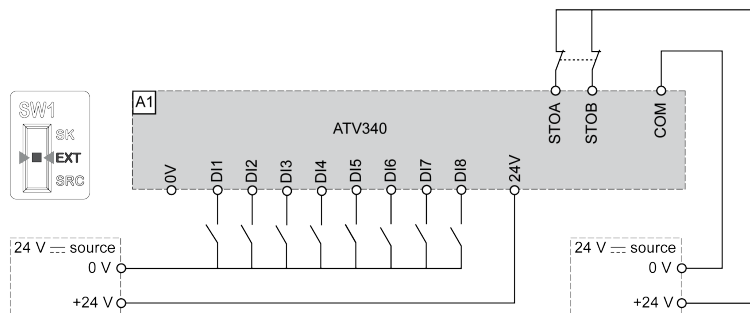 A1
ATV340
STOA
STOB
COM
SW1
SK
EXT
SRC
0V
DI1
DI2
DI3
DI4
DI5
DI6
DI7
DI8
24V
24 V source
0 V
+24 V
24 V source
0 V
+24 V